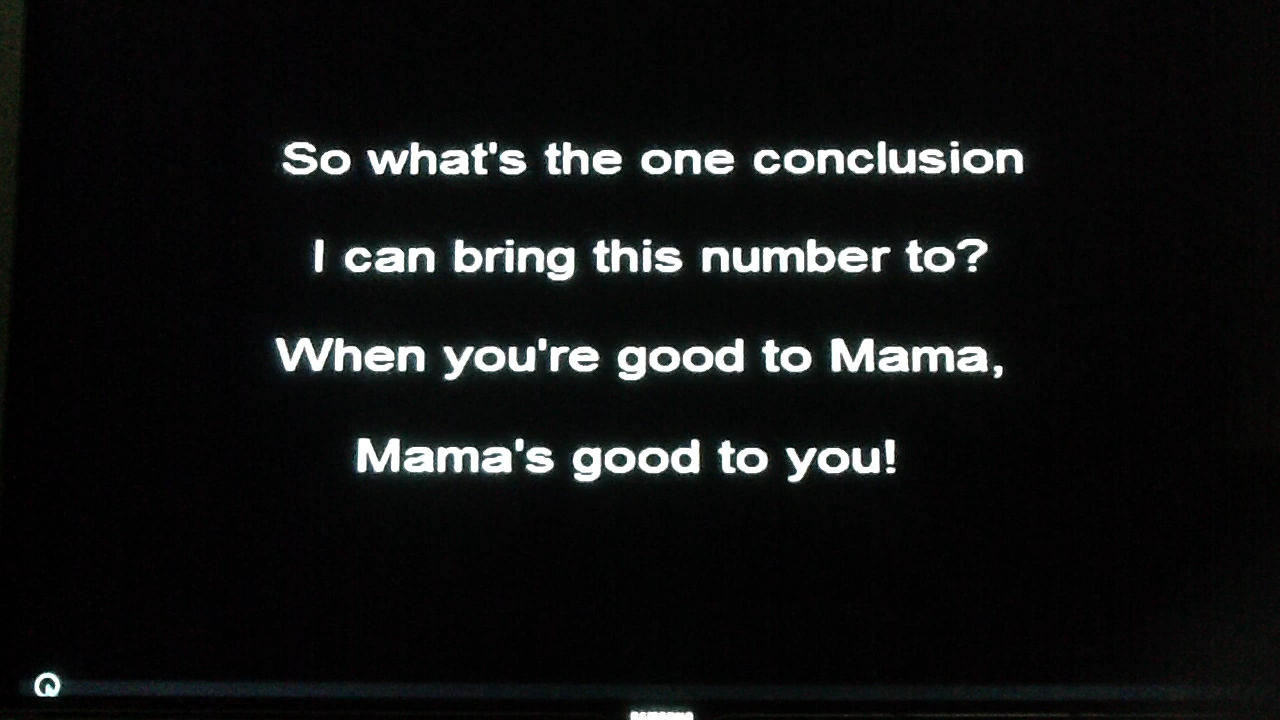 So what's the one conclusion
I can bring this number to?
When you're good to Mama,
Mama's good to you!